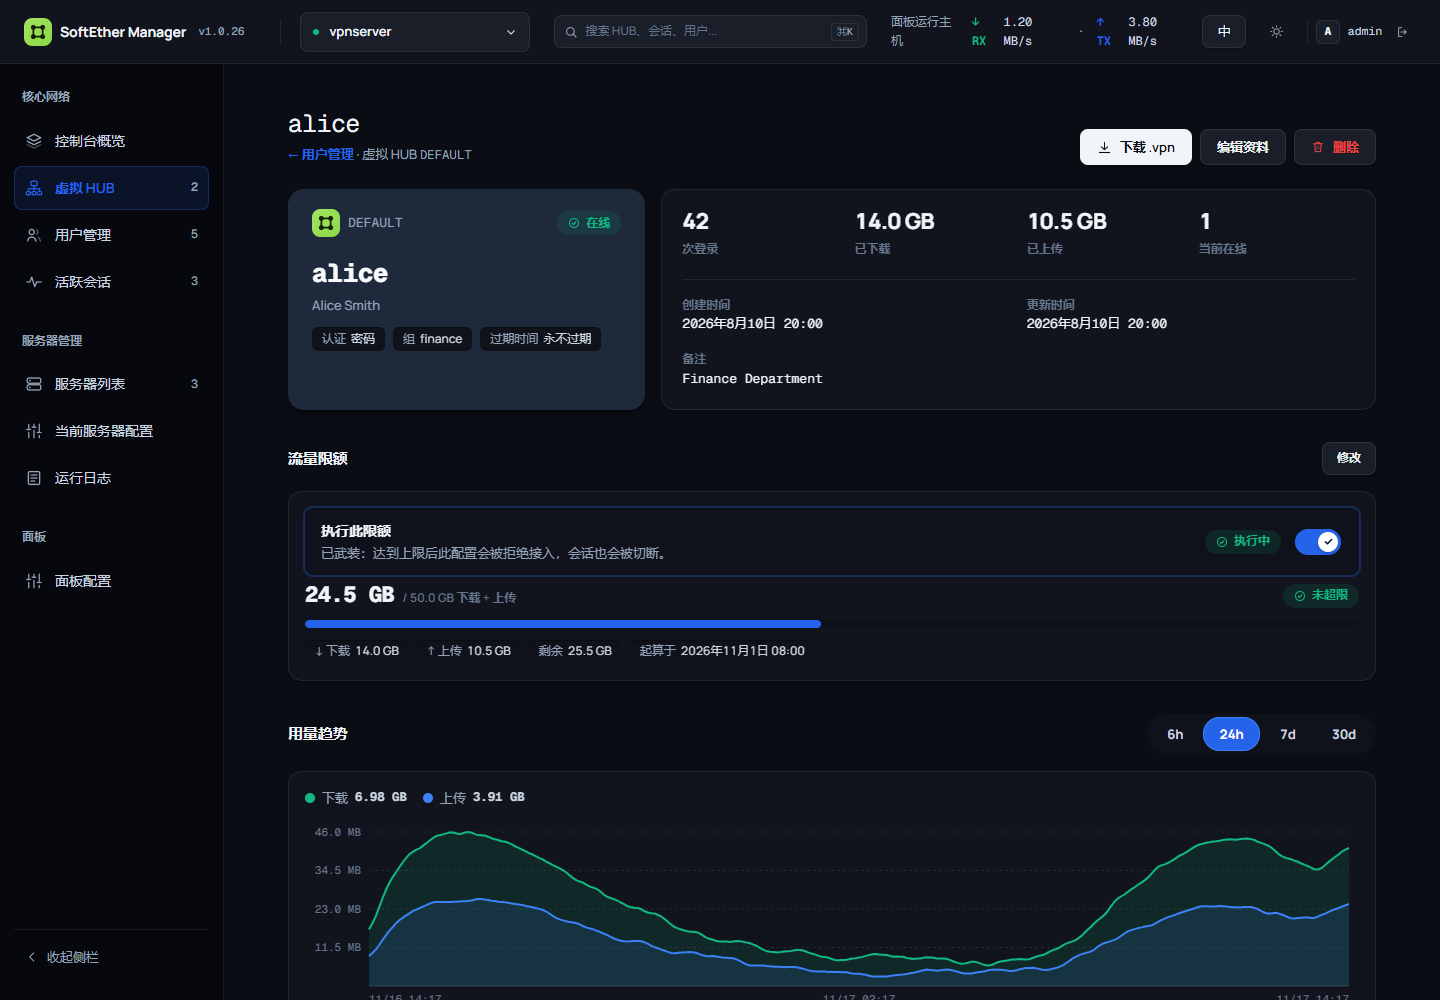 SoftEther Manager v1.0.26
vpnserver
搜索 HUB、会话、用户... ⌘K
面板运行主机 ↓ RX 1.20 MB/s · ↑ TX 3.80 MB/s
中
A admin
核心网络
控制台概览
虚拟 HUB 2
用户管理 5
活跃会话 3
服务器管理
服务器列表 3
当前服务器配置
运行日志
面板
面板配置
收起侧栏
alice
← 用户管理 · 虚拟 HUB DEFAULT
下载 .vpn
编辑资料
删除
DEFAULT
在线
alice
Alice Smith
认证 密码
组 finance
过期时间 永不过期
42
次登录
14.0 GB
已下载
10.5 GB
已上传
1
当前在线
创建时间
2026年8月10日 20:00
更新时间
2026年8月10日 20:00
备注
Finance Department
流量限额
修改
执行此限额
已武装：达到上限后此配置会被拒绝接入，会话也会被切断。
执行中
24.5 GB / 50.0 GB 下载 + 上传
未超限
↓ 下载 14.0 GB
↑ 上传 10.5 GB
剩余 25.5 GB
起算于 2026年11月1日 08:00
用量趋势
6h 24h 7d 30d
下载 6.98 GB 上传 3.91 GB
46.0 MB
34.5 MB
23.0 MB
11.5 MB
11/16 14:17 11/17 02:17 11/17 14:17